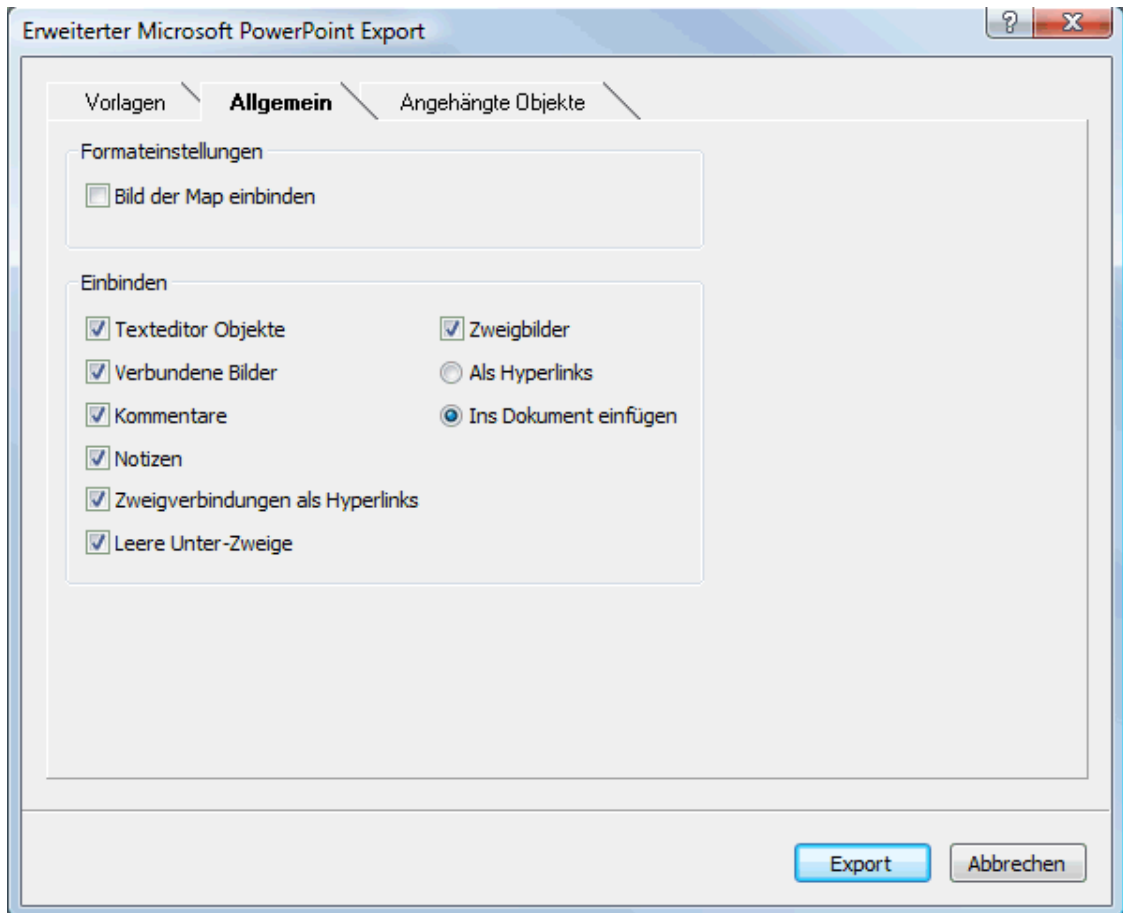 Erweiterter Microsoft PowerPoint Export
Vorlagen Allgemein Angehängte Objekte
Formateinstellungen
Bild der Map einbinden
Einbinden
Texteditor Objekte Zweigbilder
Verbundene Bilder Als Hyperlinks
Kommentare Ins Dokument einfügen
Notizen
Zweigverbindungen als Hyperlinks
Leere Unter-Zweige
Export Abbrechen